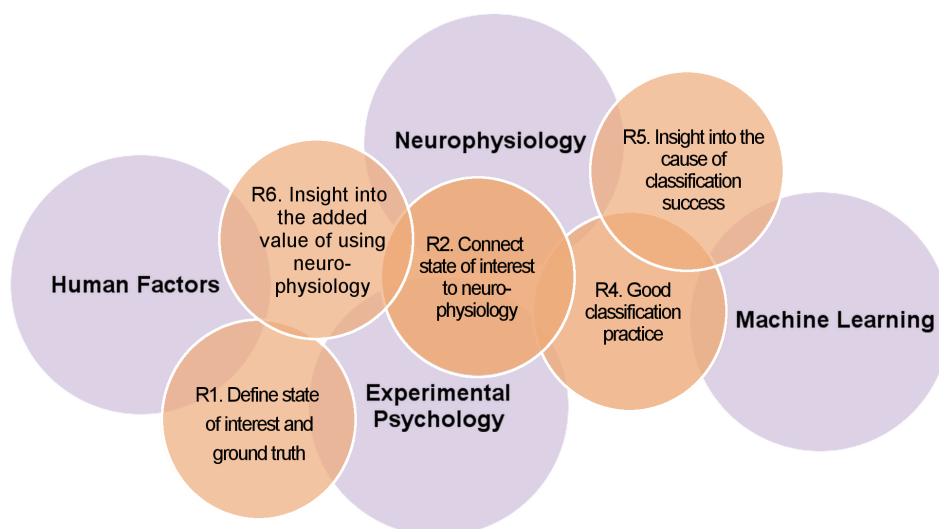 Neurophysiology
R5. Insight into the
cause of
classification
success
R6. Insight into
the added
value of using
neuro-
physiology
R2. Connect
state of interest
to neuro-
physiology
Human Factors
R4. Good
classification
practice
Machine Learning
R1. Define state
of interest and
ground truth
Experimental
Psychology